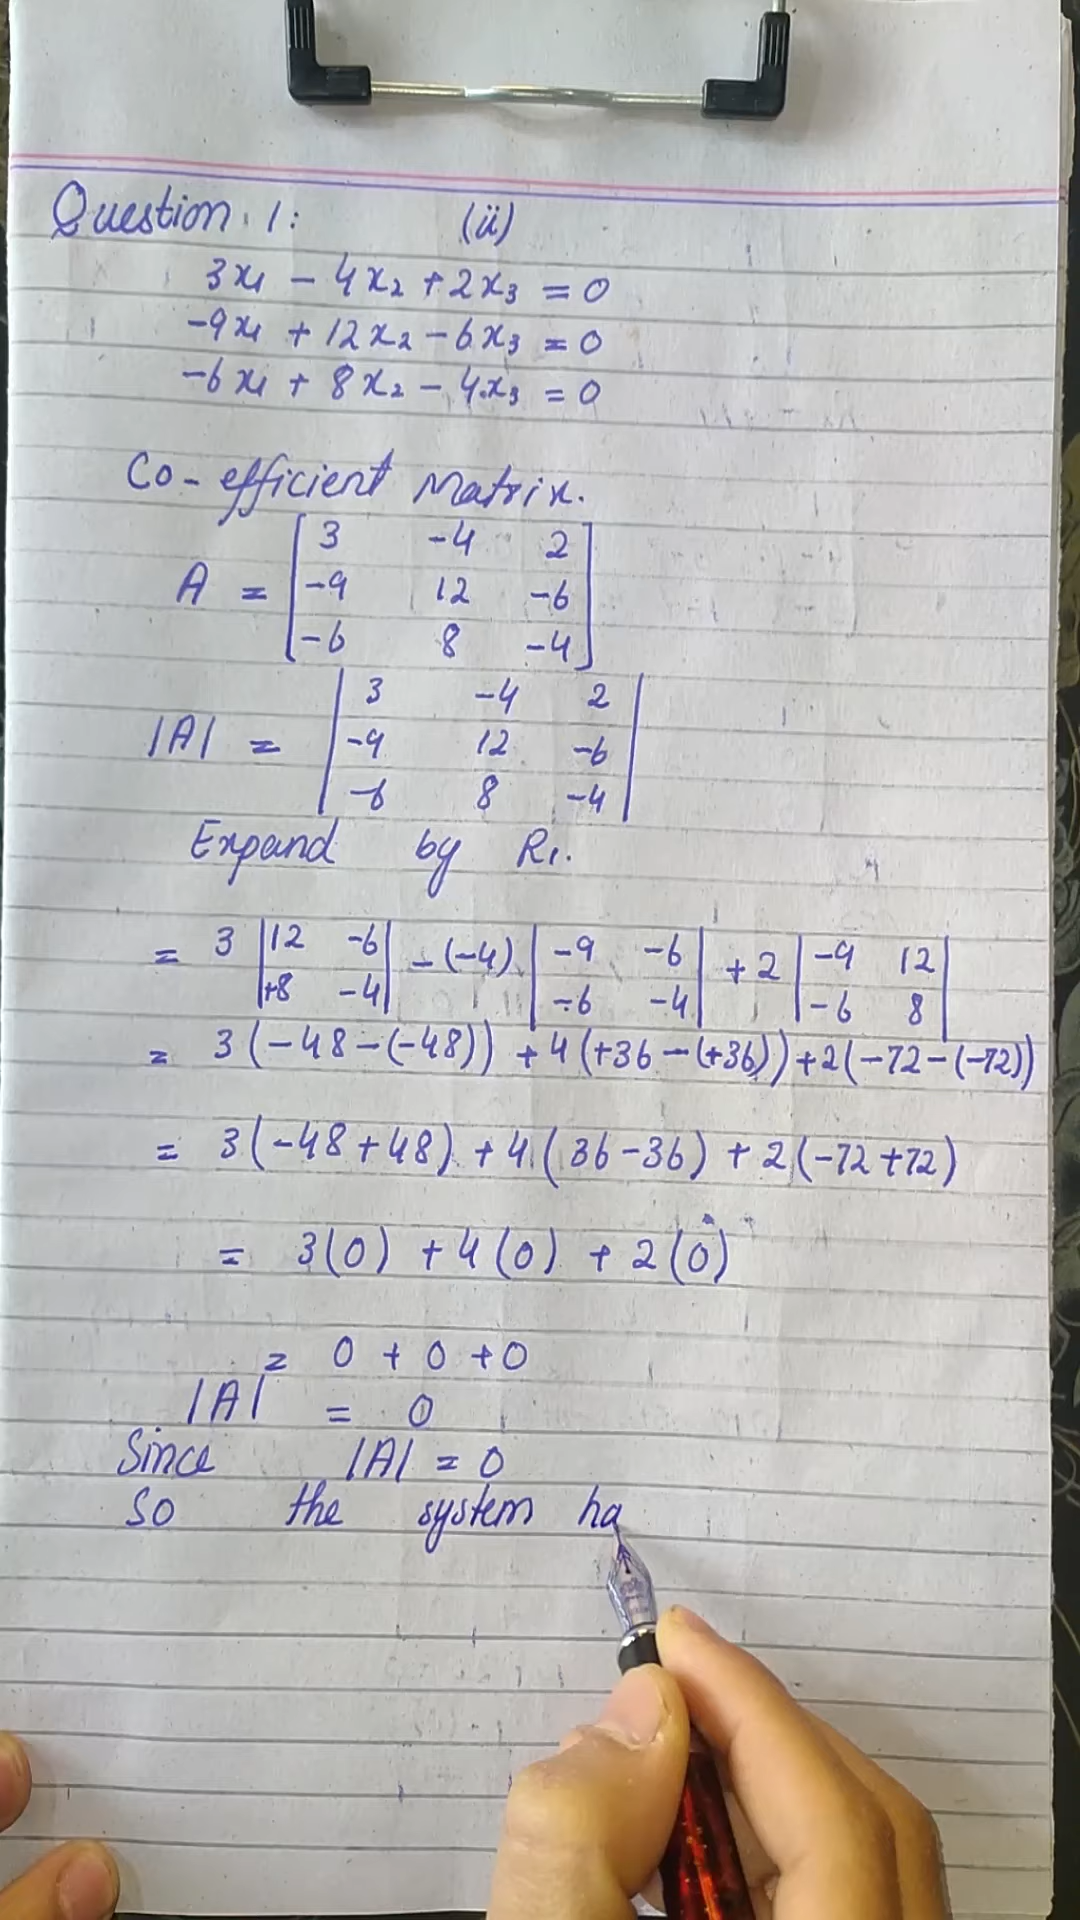 Question 1: (ii)
3x₁ - 4x₂ + 2x₃ = 0
-9x₁ + 12x₂ - 6x₃ = 0
-6x₁ + 8x₂ - 4x₃ = 0
Co-efficient Matrix.
3 -4 2
A = -9 12 -6
-6 8 -4
3 -4 2
|A| = -9 12 -6
-6 8 -4
Expand by R₁.
= 3 |12 -6| - (-4) |-9 -6| + 2 |-9 12|
|+8 -4| |-6 -4| |-6 8|
= 3(-48-(-48)) + 4(+36-(+36)) + 2(-72-(-72))
= 3(-48+48) + 4(36-36) + 2(-72+72)
= 3(0) + 4(0) + 2(0)
= 0 + 0 + 0
|A| = 0
Since |A| = 0
So the system ha